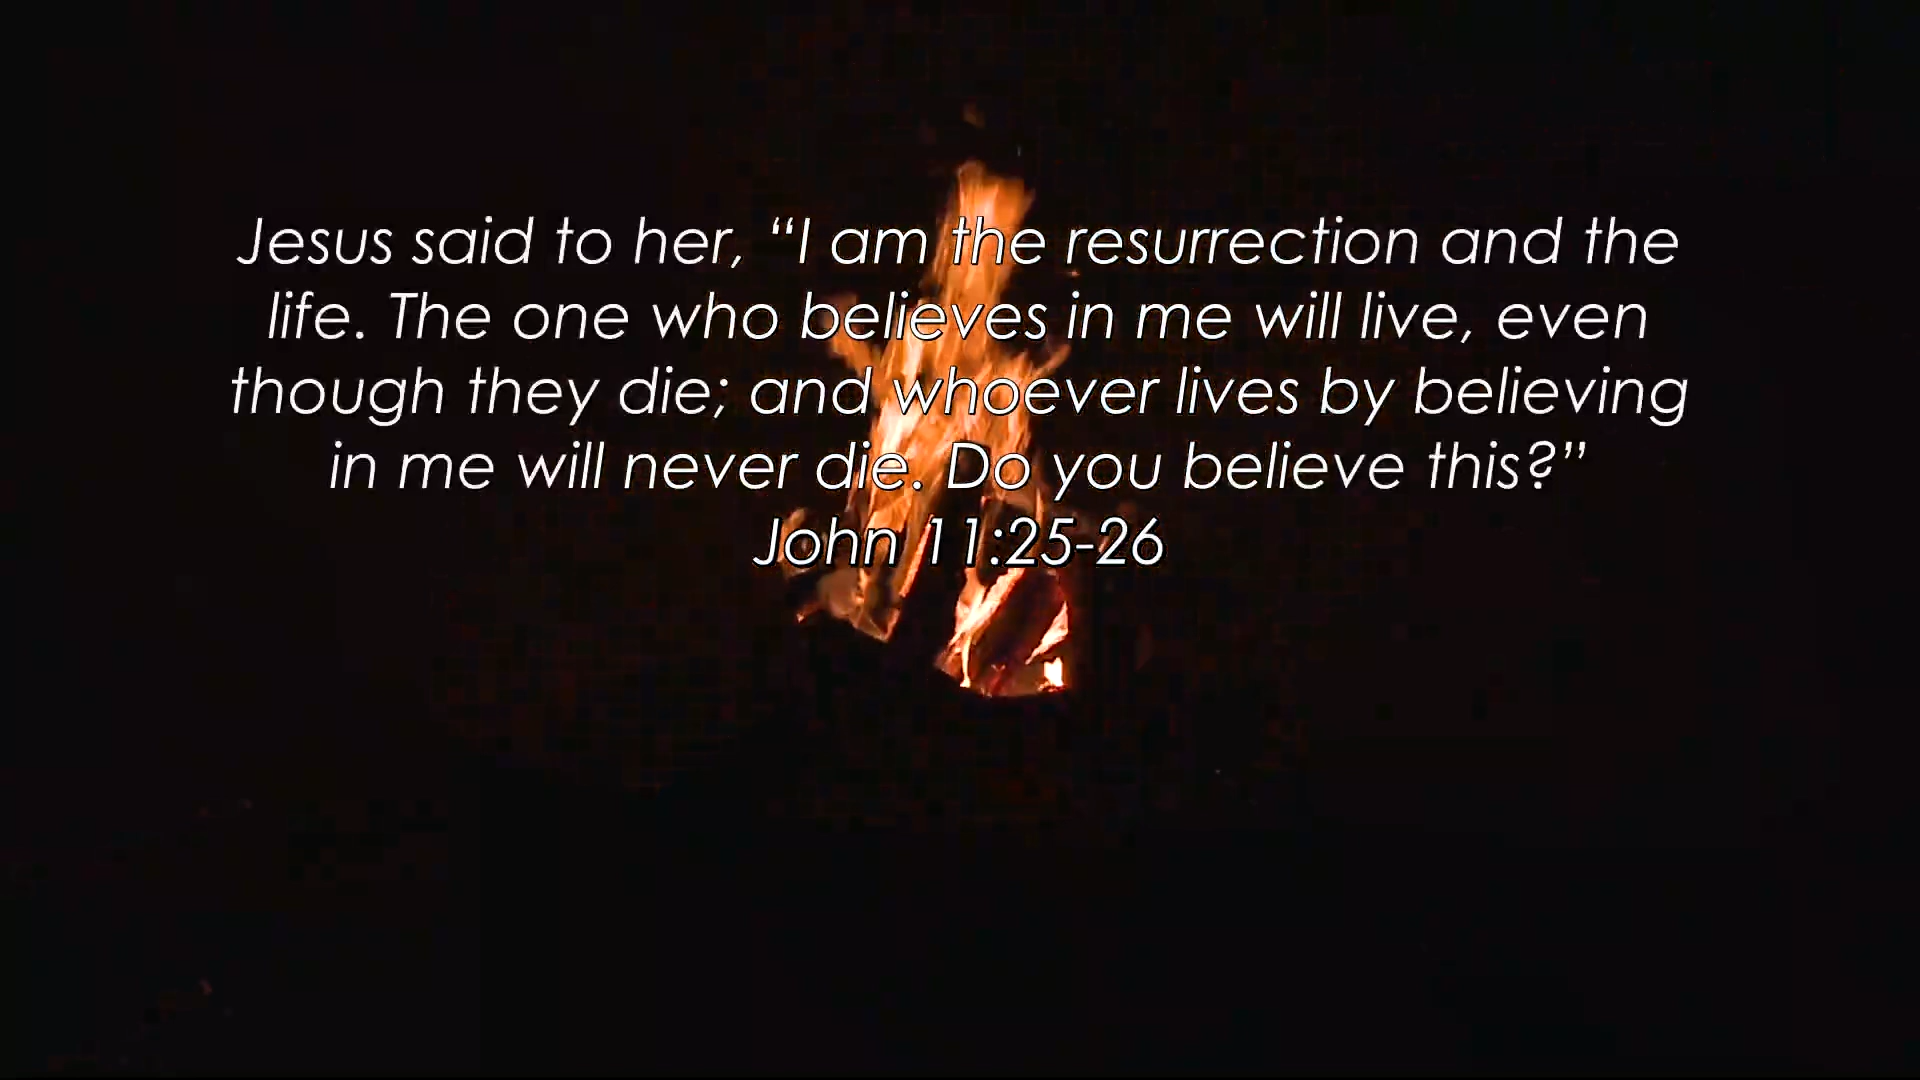 Jesus said to her, “I am the resurrection and the
life. The one who believes in me will live, even
though they die; and whoever lives by believing
in me will never die. Do you believe this?”
John 11:25-26